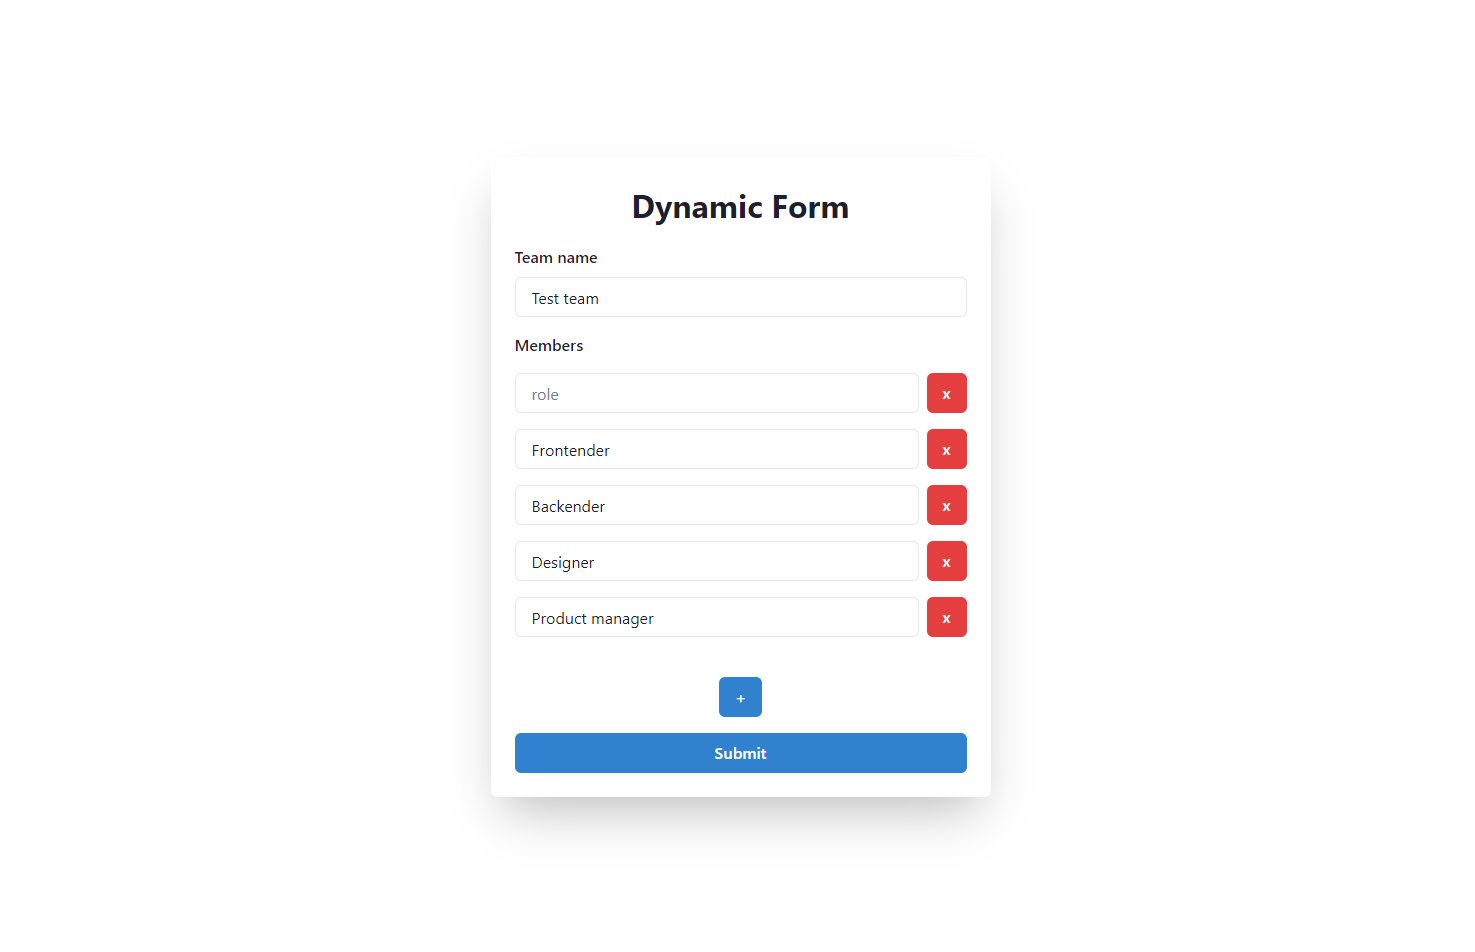 Dynamic Form
Team name
Test team
Members
role
x
Frontender
x
Backender
x
Designer
x
Product manager
x
+
Submit